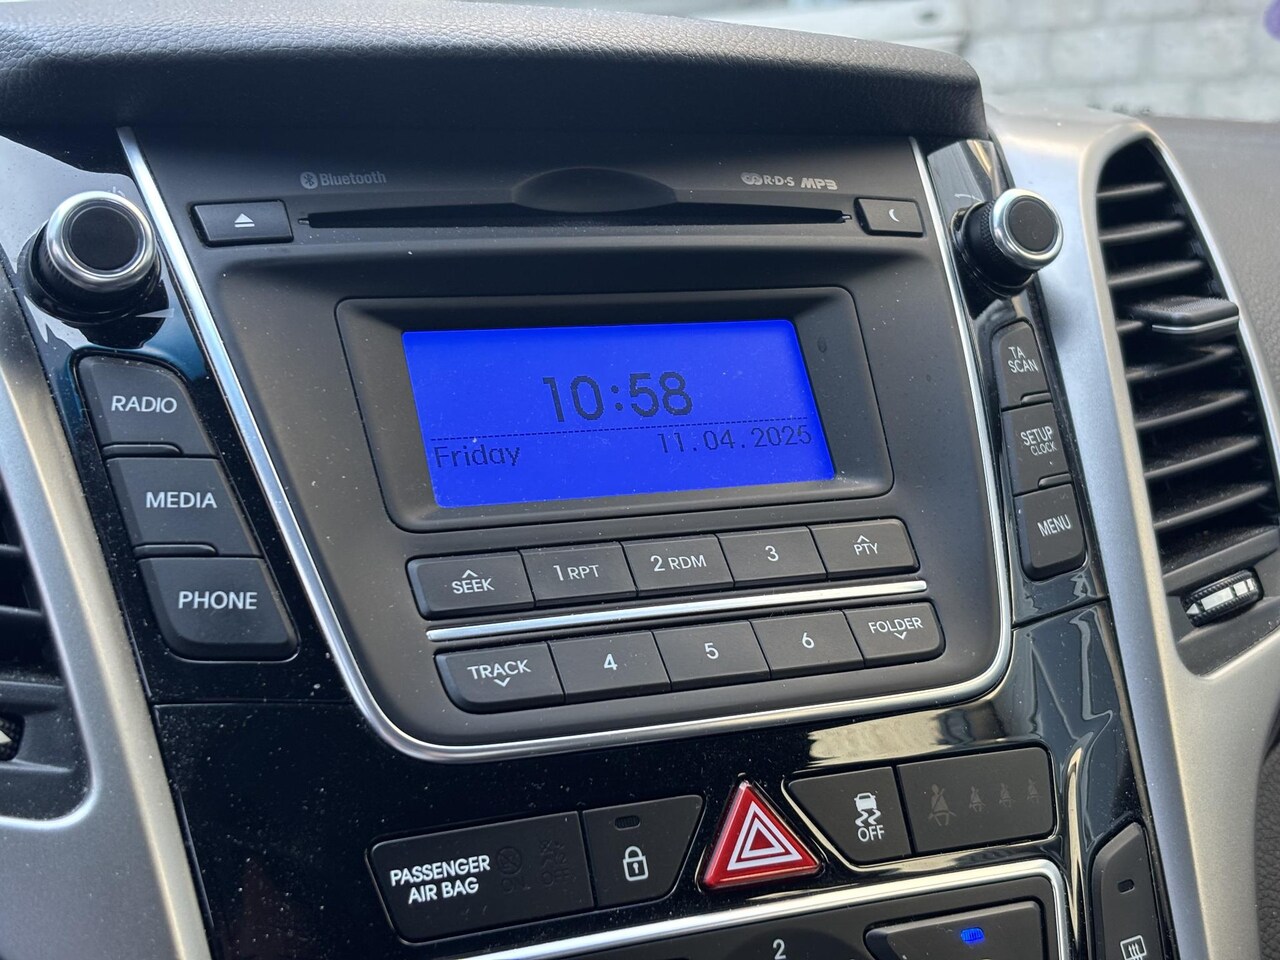 Bluetooth
R·D·S MP3
RADIO
MEDIA
PHONE
10:58
Friday 11.04.2025
TA
SCAN
SETUP
CLOCK
MENU
SEEK
1 RPT
2 RDM
3
PTY
TRACK
4
5
6
FOLDER
PASSENGER
AIR BAG
OFF
2